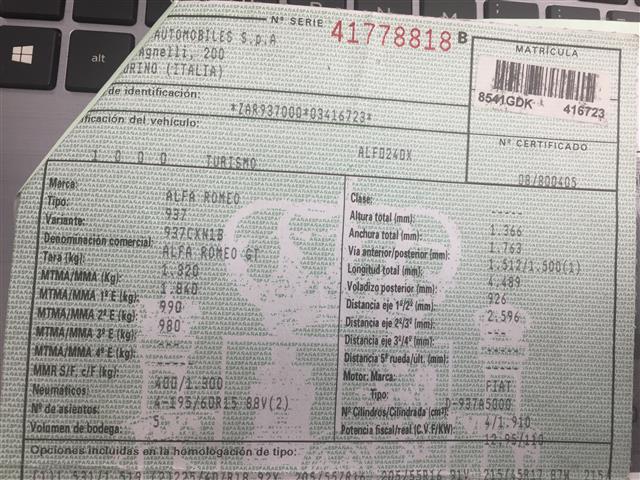 alt
Nº SERIE 41778818 B
AUTOMOBILES S.p.A
Agnelli, 200
TORINO (ITALIA)
MATRÍCULA
8541GDK 416723
de identificación:
*ZAR937000*03416723*
Nº CERTIFICADO
ficación del vehículo:
ALFD24DX
08/800405
1000 TURISMO
Marca: ALFA ROMEO
Tipo: 937
Variante: 937CXN1B
Denominación comercial: ALFA ROMEO GT
Tara (kg): 1.320
MTMA/MMA (kg): 1.840
MTMA/MMA 1º E (kg): 990
MTMA/MMA 2º E (kg): 980
MTMA/MMA 3º E (kg): ---
MTMA/MMA 4º E (kg): ---
MMR S/F, c/F (kg): 400/1.300
Neumáticos: 4-195/60R15 88V(2)
Nº de asientos: 5
Volumen de bodega:
Clase: -----
Altura total (mm): 1.366
Anchura total (mm): 1.763
Vía anterior/posterior (mm): 1.512/1.500(1)
Longitud total (mm): 4.489
Voladizo posterior (mm): 926
Distancia eje 1º/2º (mm): 2.596
Distancia eje 2º/3º (mm): ---
Distancia eje 3º/4º (mm): ---
Distancia 5ª rueda/últ. (mm): ----
Motor: Marca: FIAT
Tipo: D-937A5000
Nº Cilindros/Cilindrada (cm³): 4/1.910
Potencia fiscal/real (C.V.F/KW): 12,95/110
Opciones incluidas en la homologación de tipo: